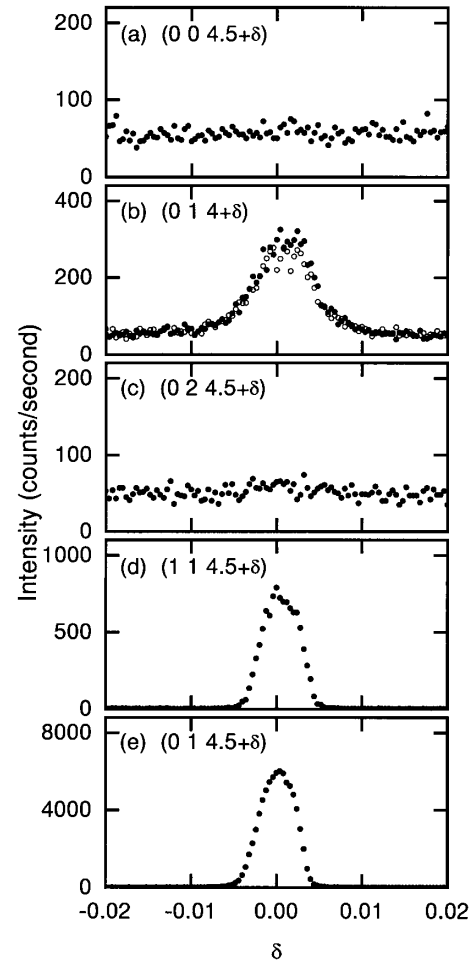 200
(a) (0 0 4.5+δ)
100
0
400
(b) (0 1 4+δ)
200
0
200
(c) (0 2 4.5+δ)
100
0
1000
(d) (1 1 4.5+δ)
500
0
8000
(e) (0 1 4.5+δ)
4000
0
-0.02 -0.01 0.00 0.01 0.02
δ
Intensity (counts/second)